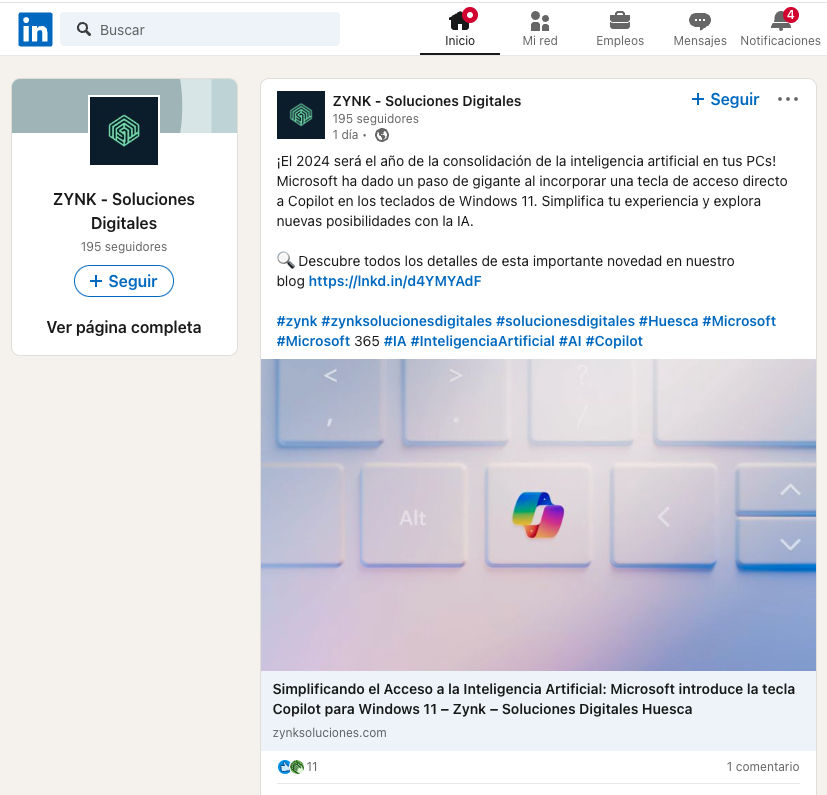 in
Buscar
Inicio
Mi red
Empleos
Mensajes
4
Notificaciones
ZYNK - Soluciones
Digitales
195 seguidores
+ Seguir
Ver página completa
ZYNK - Soluciones Digitales
195 seguidores
1 día •
+ Seguir
¡El 2024 será el año de la consolidación de la inteligencia artificial en tus PCs!
Microsoft ha dado un paso de gigante al incorporar una tecla de acceso directo
a Copilot en los teclados de Windows 11. Simplifica tu experiencia y explora
nuevas posibilidades con la IA.
🔍 Descubre todos los detalles de esta importante novedad en nuestro
blog https://lnkd.in/d4YMYAdF
#zynk #zynksolucionesdigitales #solucionesdigitales #Huesca #Microsoft
#Microsoft 365 #IA #InteligenciaArtificial #AI #Copilot
< > ?
, . /
Alt
Simplificando el Acceso a la Inteligencia Artificial: Microsoft introduce la tecla
Copilot para Windows 11 – Zynk – Soluciones Digitales Huesca
zynksoluciones.com
11
1 comentario